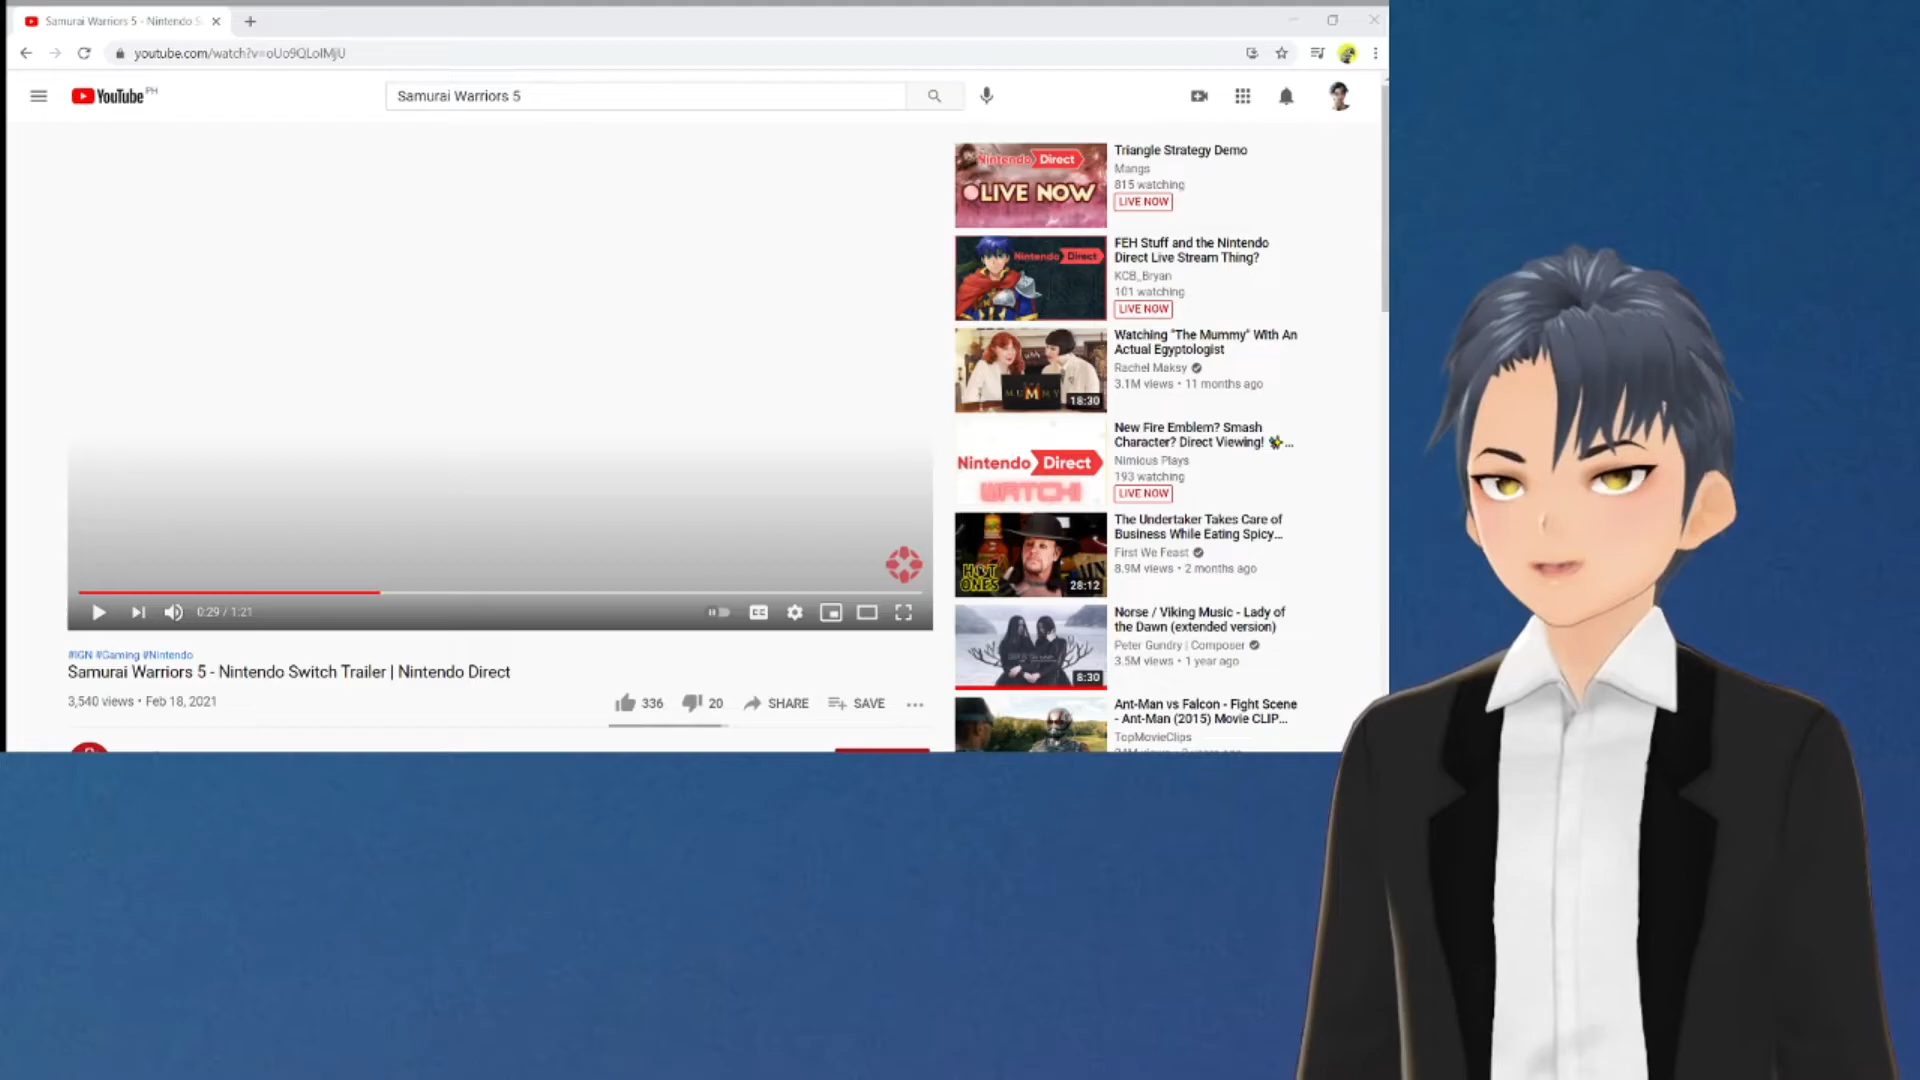 Samurai Warriors 5 - Nintendo S
youtube.com/watch?v=oUo9QLoIMjU
YouTube PH
Samurai Warriors 5
Nintendo Direct
LIVE NOW
Triangle Strategy Demo
Mangs
815 watching
LIVE NOW
Nintendo Direct
FEH Stuff and the Nintendo
Direct Live Stream Thing?
KCB_Bryan
101 watching
LIVE NOW
MUMMY
18:30
Watching "The Mummy" With An
Actual Egyptologist
Rachel Maksy
3.1M views • 11 months ago
Nintendo Direct
WATCH!
New Fire Emblem? Smash
Character? Direct Viewing! ✨...
Nimious Plays
193 watching
LIVE NOW
HOT
ONES
28:12
The Undertaker Takes Care of
Business While Eating Spicy...
First We Feast
8.9M views • 2 months ago
8:30
Norse / Viking Music - Lady of
the Dawn (extended version)
Peter Gundry | Composer
3.5M views • 1 year ago
Ant-Man vs Falcon - Fight Scene
- Ant-Man (2015) Movie CLIP...
TopMovieClips
0:29 / 1:21
CC
#IGN #Gaming #Nintendo
Samurai Warriors 5 - Nintendo Switch Trailer | Nintendo Direct
3,540 views • Feb 18, 2021
336
20
SHARE
SAVE